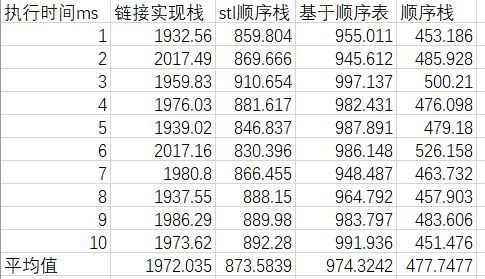 执行时间ms 链接实现栈 stl顺序栈 基于顺序表 顺序栈
1 1932.56 859.804 955.011 453.186
2 2017.49 869.666 945.612 485.928
3 1959.83 910.654 997.137 500.21
4 1976.03 881.617 982.431 476.098
5 1939.02 846.837 987.891 479.18
6 2017.16 830.396 986.148 526.158
7 1980.8 866.455 948.487 463.732
8 1937.55 888.15 964.792 457.903
9 1986.29 889.98 983.797 483.606
10 1973.62 892.28 991.936 451.476
平均值 1972.035 873.5839 974.3242 477.7477